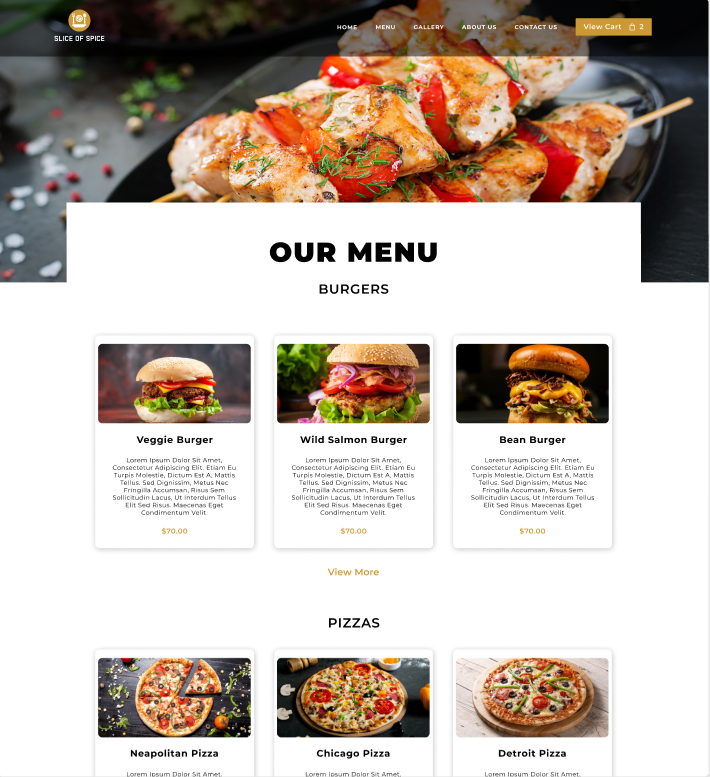 SLICE OF SPICE
HOME MENU GALLERY ABOUT US CONTACT US View Cart 2
OUR MENU
BURGERS
Veggie Burger
Lorem Ipsum Dolor Sit Amet,
Consectetur Adipiscing Elit. Etiam Eu
Turpis Molestie, Dictum Est A, Mattis
Tellus. Sed Dignissim, Metus Nec
Fringilla Accumsan, Risus Sem
Sollicitudin Lacus, Ut Interdum Tellus
Elit Sed Risus. Maecenas Eget
Condimentum Velit.
$70.00
Wild Salmon Burger
Lorem Ipsum Dolor Sit Amet,
Consectetur Adipiscing Elit. Etiam Eu
Turpis Molestie, Dictum Est A, Mattis
Tellus. Sed Dignissim, Metus Nec
Fringilla Accumsan, Risus Sem
Sollicitudin Lacus, Ut Interdum Tellus
Elit Sed Risus. Maecenas Eget
Condimentum Velit.
$70.00
Bean Burger
Lorem Ipsum Dolor Sit Amet,
Consectetur Adipiscing Elit. Etiam Eu
Turpis Molestie, Dictum Est A, Mattis
Tellus. Sed Dignissim, Metus Nec
Fringilla Accumsan, Risus Sem
Sollicitudin Lacus, Ut Interdum Tellus
Elit Sed Risus. Maecenas Eget
Condimentum Velit.
$70.00
View More
PIZZAS
Neapolitan Pizza
Lorem Ipsum Dolor Sit Amet,
Chicago Pizza
Lorem Ipsum Dolor Sit Amet,
Detroit Pizza
Lorem Ipsum Dolor Sit Amet,